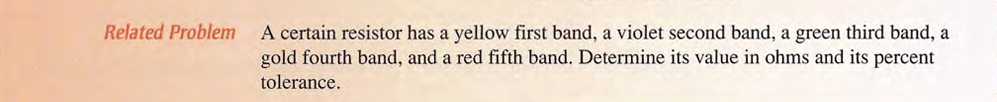 Related Problem A certain resistor has a yellow first band, a violet second band, a green third band, a
gold fourth band, and a red fifth band. Determine its value in ohms and its percent
tolerance.